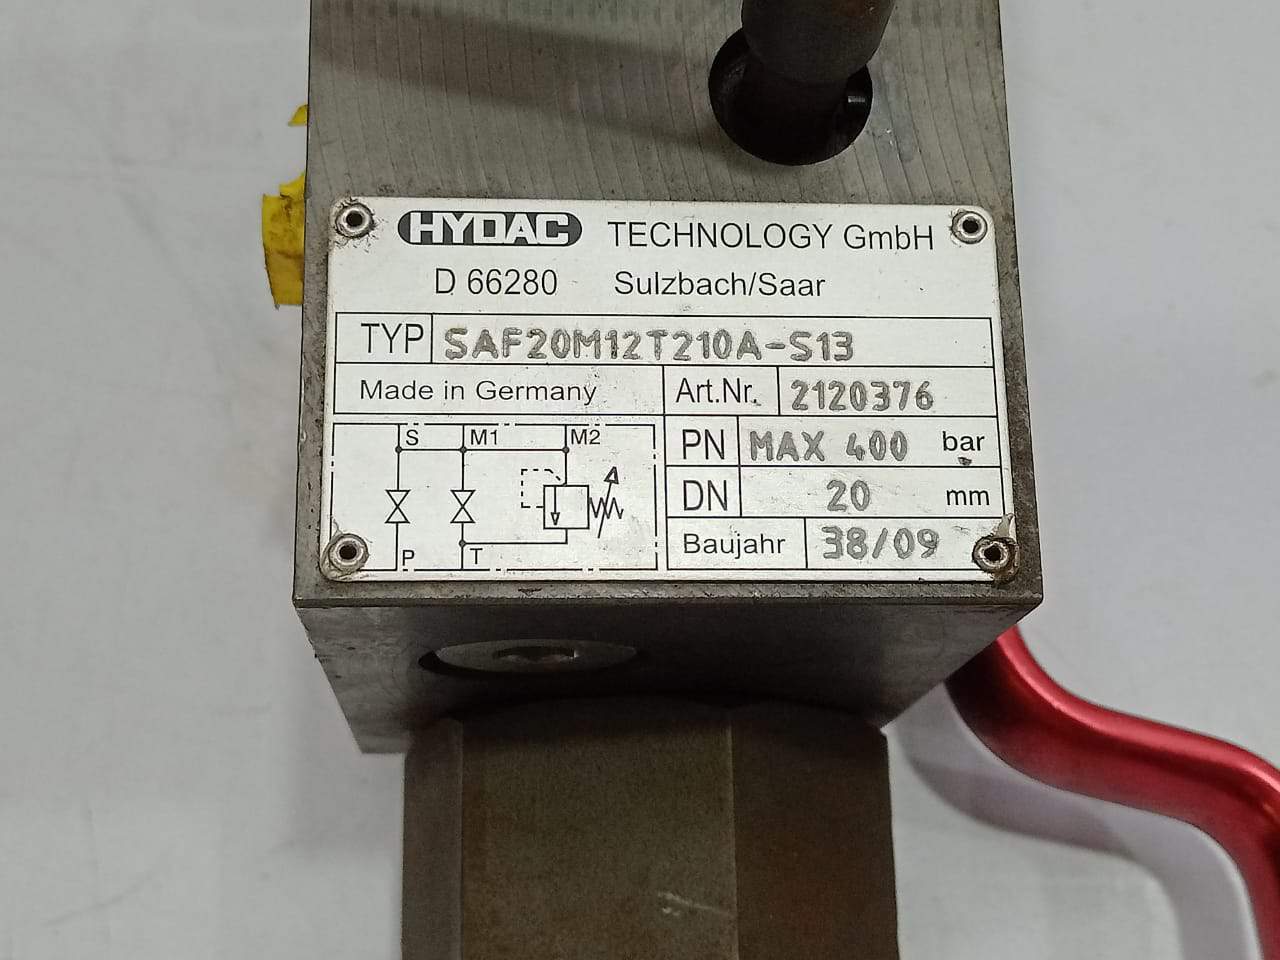 HYDAC TECHNOLOGY GmbH
D 66280 Sulzbach/Saar
TYP SAF20M12T210A-S13
Made in Germany Art.Nr. 2120376
S M1 M2
PN MAX 400 bar
DN 20 mm
P T
Baujahr 38/09